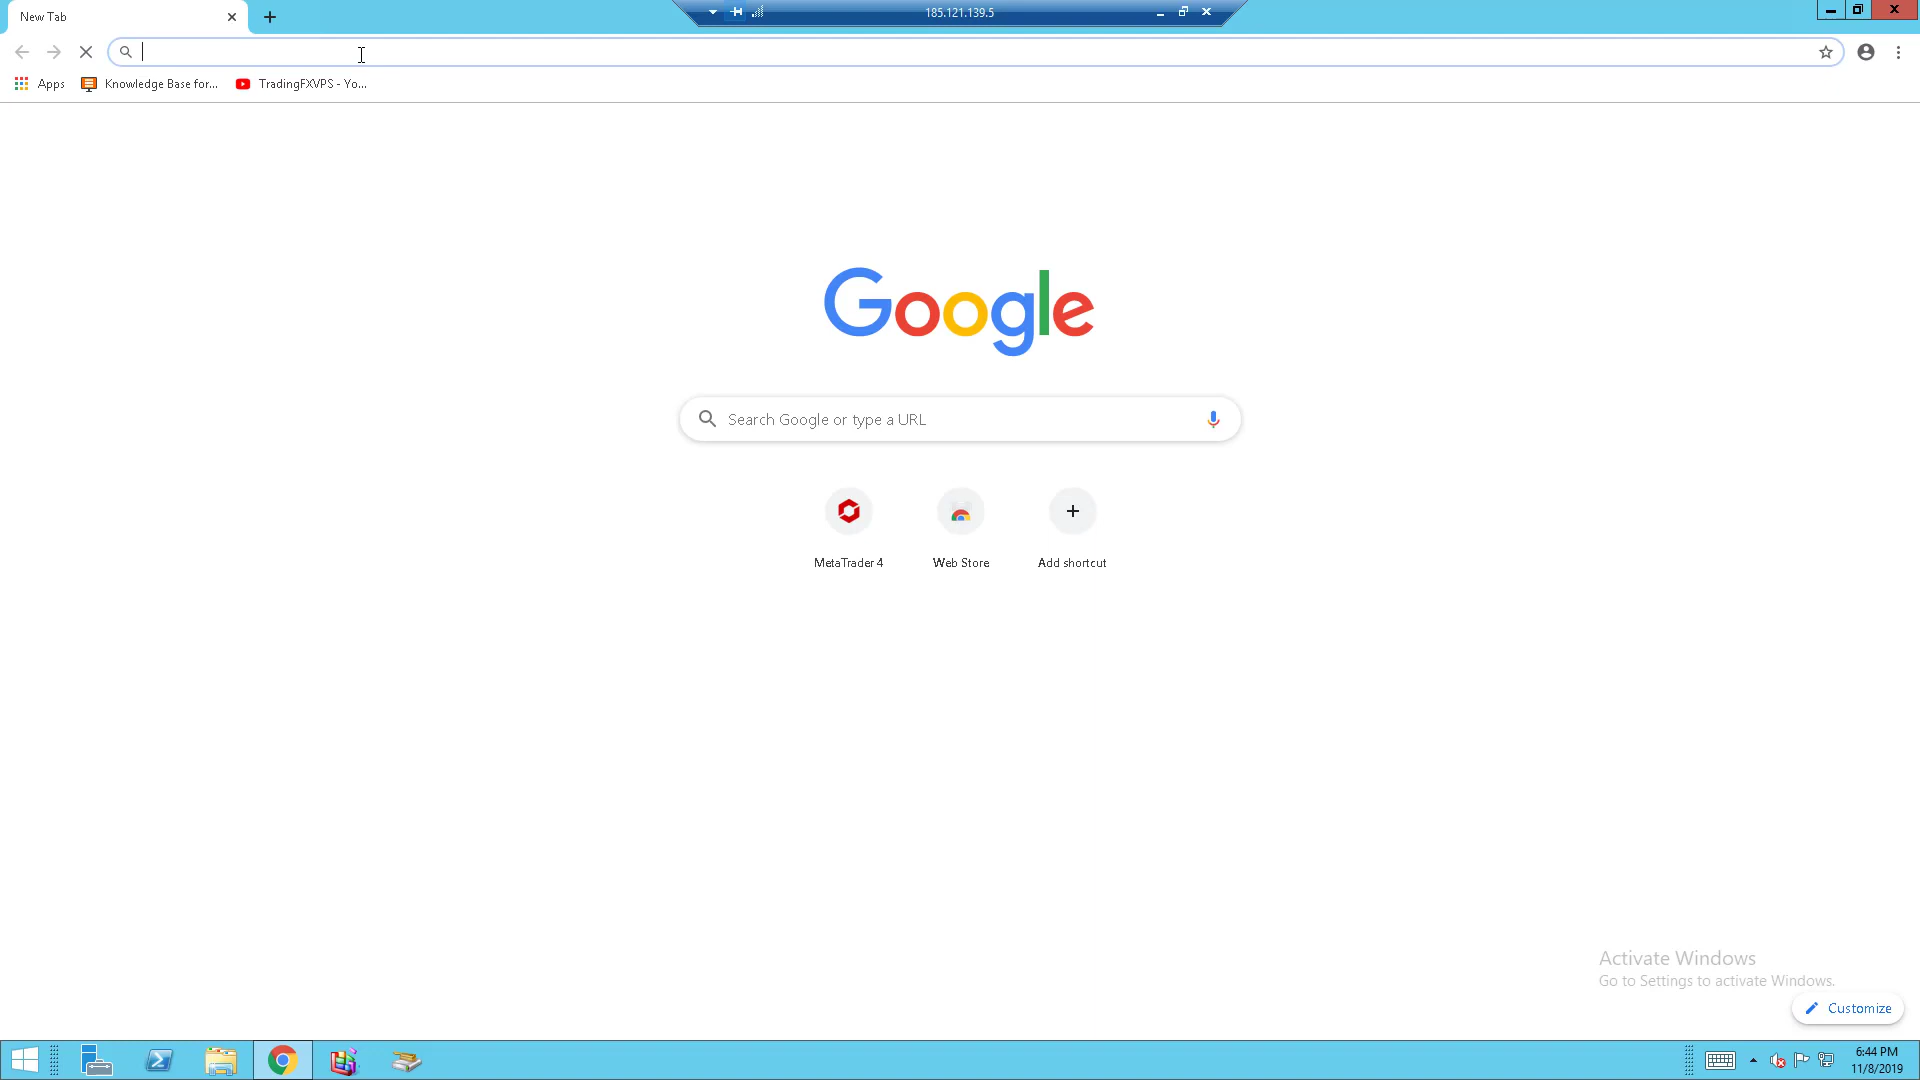 New Tab
185.121.139.5
Apps
Knowledge Base for...
TradingFXVPS - Yo...
Google
Search Google or type a URL
MetaTrader 4
Web Store
Add shortcut
Activate Windows
Go to Settings to activate Windows.
Customize
6:44 PM
11/8/2019